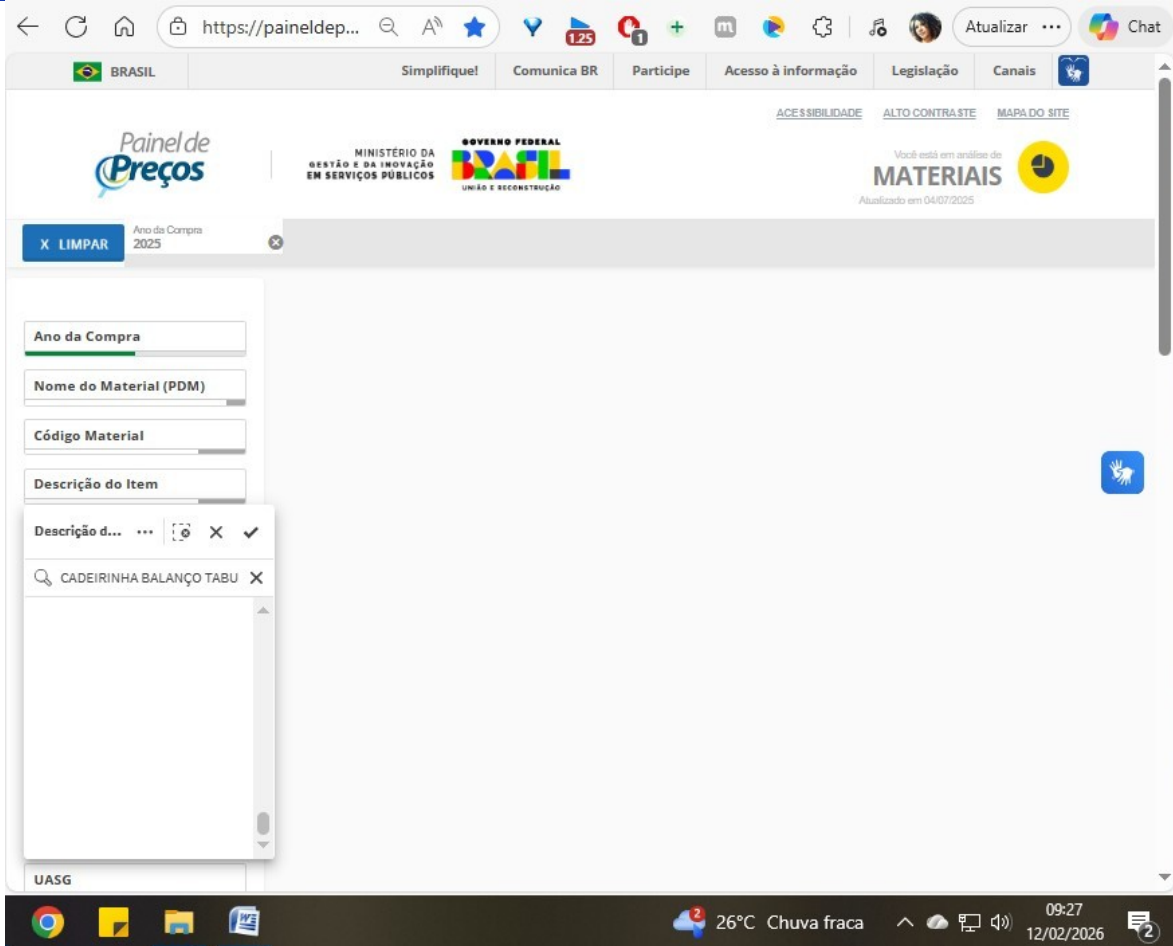 https://paineldep...
A»
1.25
1
m
Atualizar ...
Chat
BRASIL
Simplifique!
Comunica BR
Participe
Acesso à informação
Legislação
Canais
ACESSIBILIDADE
ALTO CONTRASTE
MAPA DO SITE
Painel de
Preços
MINISTÉRIO DA
GESTÃO E DA INOVAÇÃO
EM SERVIÇOS PÚBLICOS
GOVERNO FEDERAL
BRASIL
UNIÃO E RECONSTRUÇÃO
Você está em análise de
MATERIAIS
Atualizado em 04/07/2025
X LIMPAR
Ano da Compra
2025
Ano da Compra
Nome do Material (PDM)
Código Material
Descrição do Item
Descrição d... ...
CADEIRINHA BALANÇO TABU
UASG
2
26°C Chuva fraca
09:27
12/02/2026
2